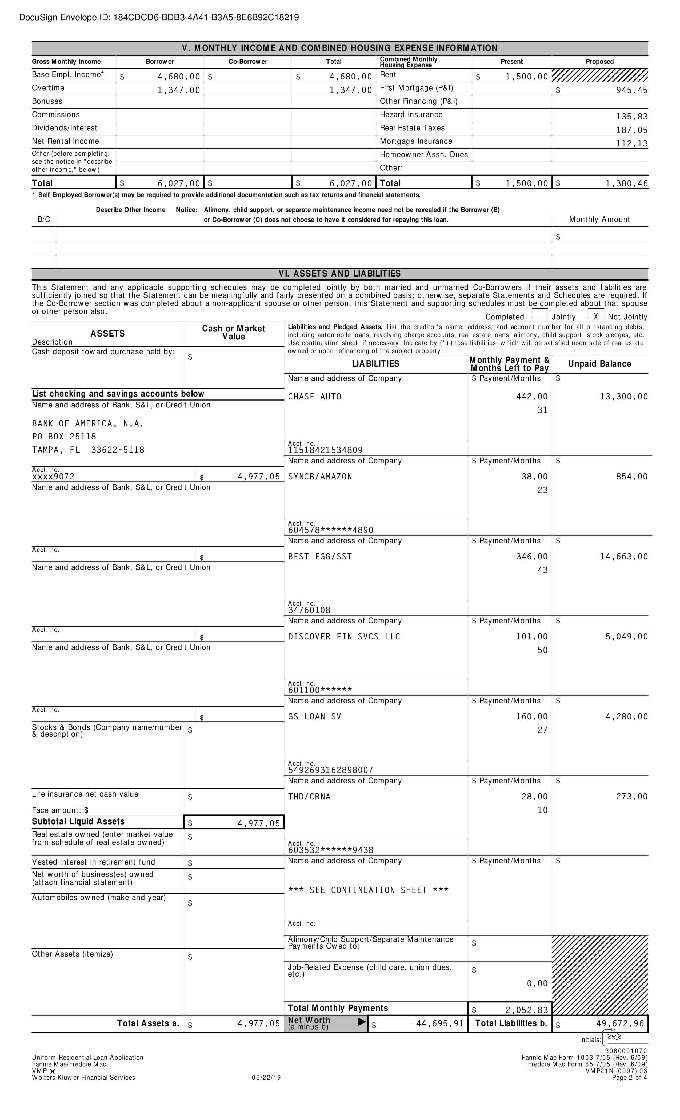 DocuSign Envelope ID: 184CDCD6-BDB3-4A41-B3A5-8E6B92C18219
V. MONTHLY INCOME AND COMBINED HOUSING EXPENSE INFORMATION
Gross Monthly Income Borrower Co-Borrower Total Combined Monthly Housing Expense Present Proposed
Base Empl. Income* $ 4,680.00 $ $ 4,680.00 Rent $ 1,500.00
Overtime 1,347.00 1,347.00 First Mortgage (P&I) $ 945.45
Bonuses Other Financing (P&I)
Commissions Hazard Insurance 136.83
Dividends/Interest Real Estate Taxes 187.05
Net Rental Income Mortgage Insurance 112.13
Other (before completing, see the notice in "describe other income," below) Homeowner Assn. Dues
Other:
Total $ 6,027.00 $ $ 6,027.00 Total $ 1,500.00 $ 1,380.46
* Self Employed Borrower(s) may be required to provide additional documentation such as tax returns and financial statements.
Describe Other Income Notice: Alimony, child support, or separate maintenance income need not be revealed if the Borrower (B)
B/C or Co-Borrower (C) does not choose to have it considered for repaying this loan. Monthly Amount
$
VI. ASSETS AND LIABILITIES
This Statement and any applicable supporting schedules may be completed jointly by both married and unmarried Co-Borrowers if their assets and liabilities are
sufficiently joined so that the Statement can be meaningfully and fairly presented on a combined basis; otherwise, separate Statements and Schedules are required. If
the Co-Borrower section was completed about a non-applicant spouse or other person, this Statement and supporting schedules must be completed about that spouse
or other person also.
Completed Jointly X Not Jointly
ASSETS
Description
Cash or Market Value
Cash deposit toward purchase held by: $
Liabilities and Pledged Assets. List the creditor's name, address, and account number for all outstanding debts,
including automobile loans, revolving charge accounts, real estate loans, alimony, child support, stock pledges, etc.
Use continuation sheet, if necessary. Indicate by (*) those liabilities, which will be satisfied upon sale of real estate
owned or upon refinancing of the subject property.
LIABILITIES Monthly Payment & Months Left to Pay Unpaid Balance
Name and address of Company $ Payment/Months $
List checking and savings accounts below
Name and address of Bank, S&L, or Credit Union
CHASE AUTO 442.00 13,300.00
31
BANK OF AMERICA, N.A.
PO BOX 25118
TAMPA, FL 33622-5118
Acct. no.
11518421534809
Name and address of Company $ Payment/Months $
Acct. no.
xxxx9072 $ 4,977.05
SYNCB/AMAZON 38.00 854.00
23
Name and address of Bank, S&L, or Credit Union
Acct. no.
604578******4890
Name and address of Company $ Payment/Months $
Acct. no. $
BEST EGG/SST 346.00 14,663.00
43
Name and address of Bank, S&L, or Credit Union
Acct. no.
34760108
Name and address of Company $ Payment/Months $
Acct. no. $
DISCOVER FIN SVCS LLC 101.00 5,049.00
50
Name and address of Bank, S&L, or Credit Union
Acct. no.
601100******
Name and address of Company $ Payment/Months $
Acct. no. $
GS LOAN SV 160.00 4,280.00
27
Stocks & Bonds (Company name/number & description) $
Acct. no.
5492693162898007
Name and address of Company $ Payment/Months $
Life insurance net cash value $
THD/CBNA 28.00 273.00
10
Face amount: $
Subtotal Liquid Assets $ 4,977.05
Real estate owned (enter market value from schedule of real estate owned) $
Acct. no.
603532******9438
Name and address of Company $ Payment/Months $
Vested interest in retirement fund $
Net worth of business(es) owned (attach financial statement) $
*** SEE CONTINUATION SHEET ***
Automobiles owned (make and year) $
Acct. no.
Alimony/Child Support/Separate Maintenance Payments Owed to: $
Other Assets (itemize) $
Job-Related Expense (child care, union dues, etc.) $
0.00
Total Monthly Payments $ 2,052.83
Total Assets a. $ 4,977.05 Net Worth (a minus b) $ 44,695.91 Total Liabilities b. $ 49,672.96
Initials:
3080001070
Uniform Residential Loan Application
Fannie Mae/Freddie Mac
VMP
Wolters Kluwer Financial Services
05/22/19
Fannie Mae Form 1003 7/05 (Rev. 6/09)
Freddie Mac Form 65 7/05 (Rev. 6/09)
VMP21N (0907).03
Page 2 of 4